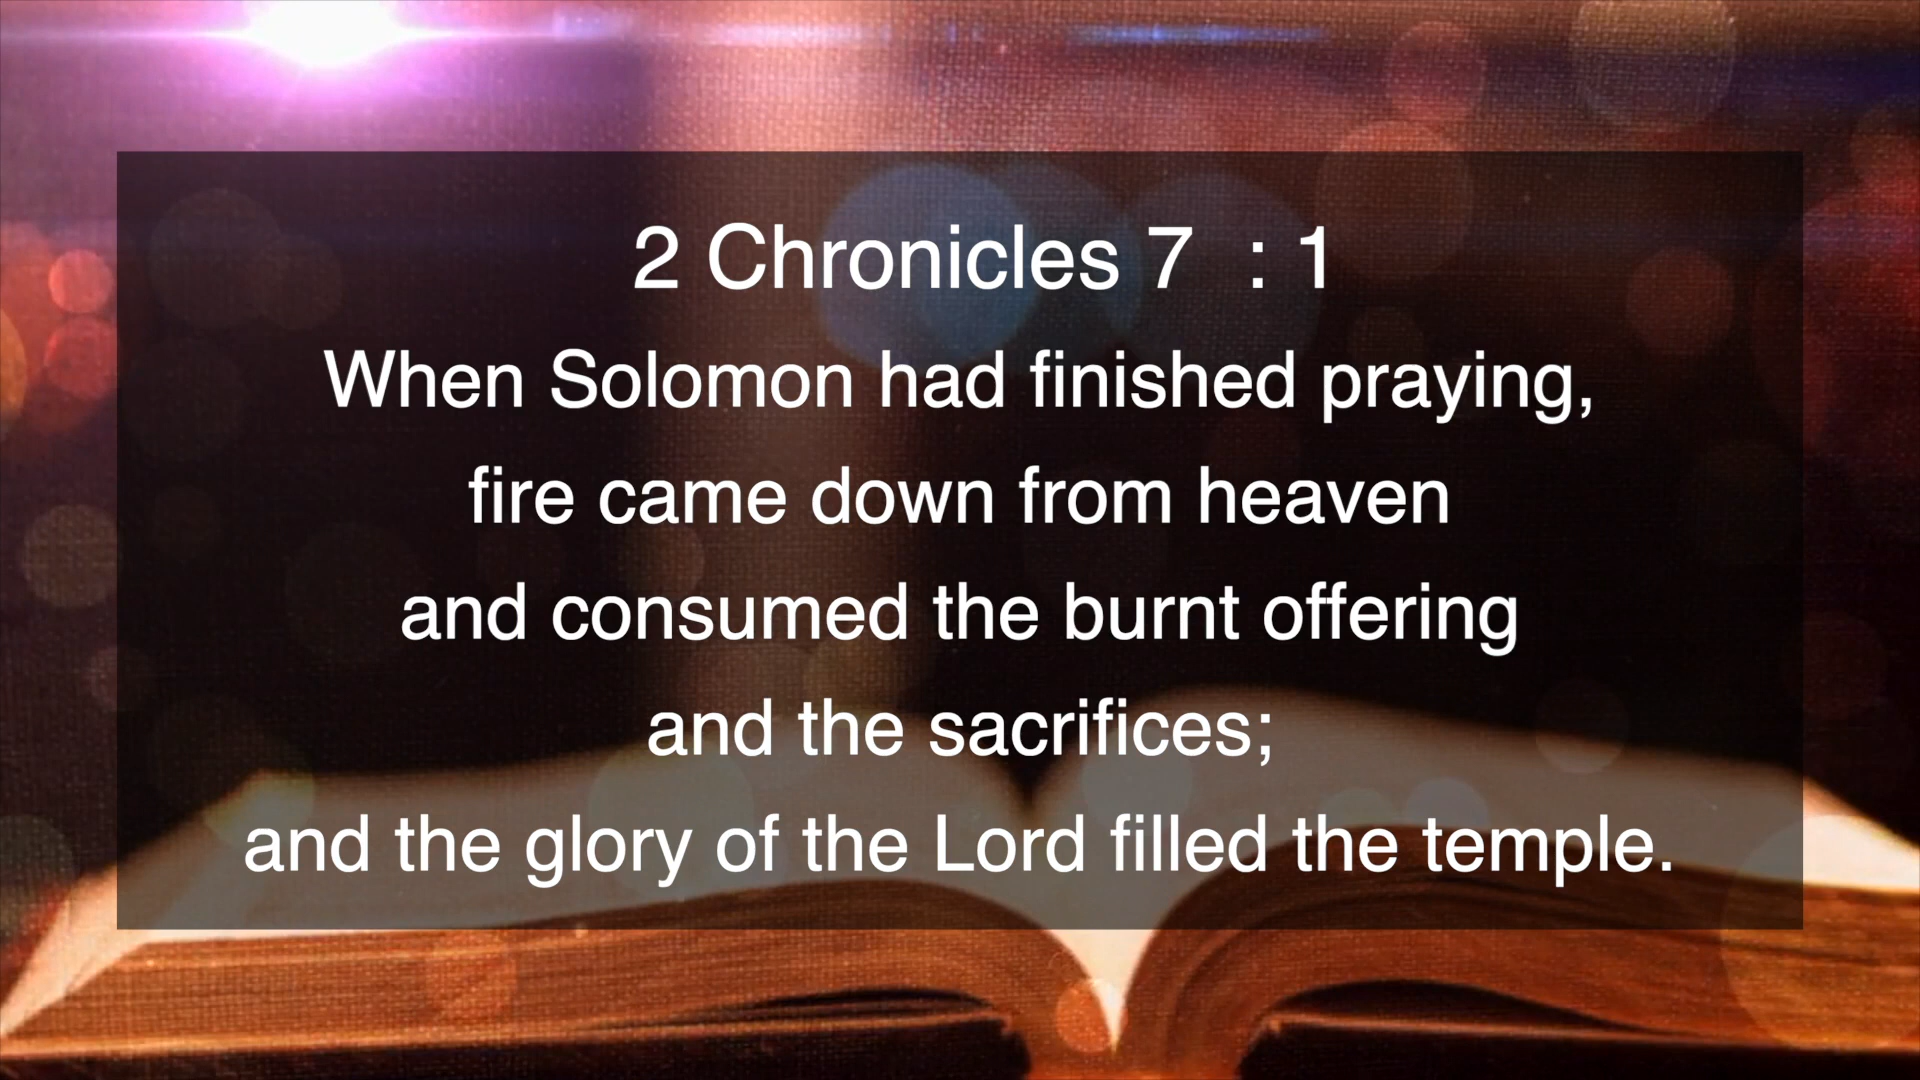 2 Chronicles 7  : 1
When Solomon had finished praying,
fire came down from heaven
and consumed the burnt offering
and the sacrifices;
and the glory of the Lord filled the temple.